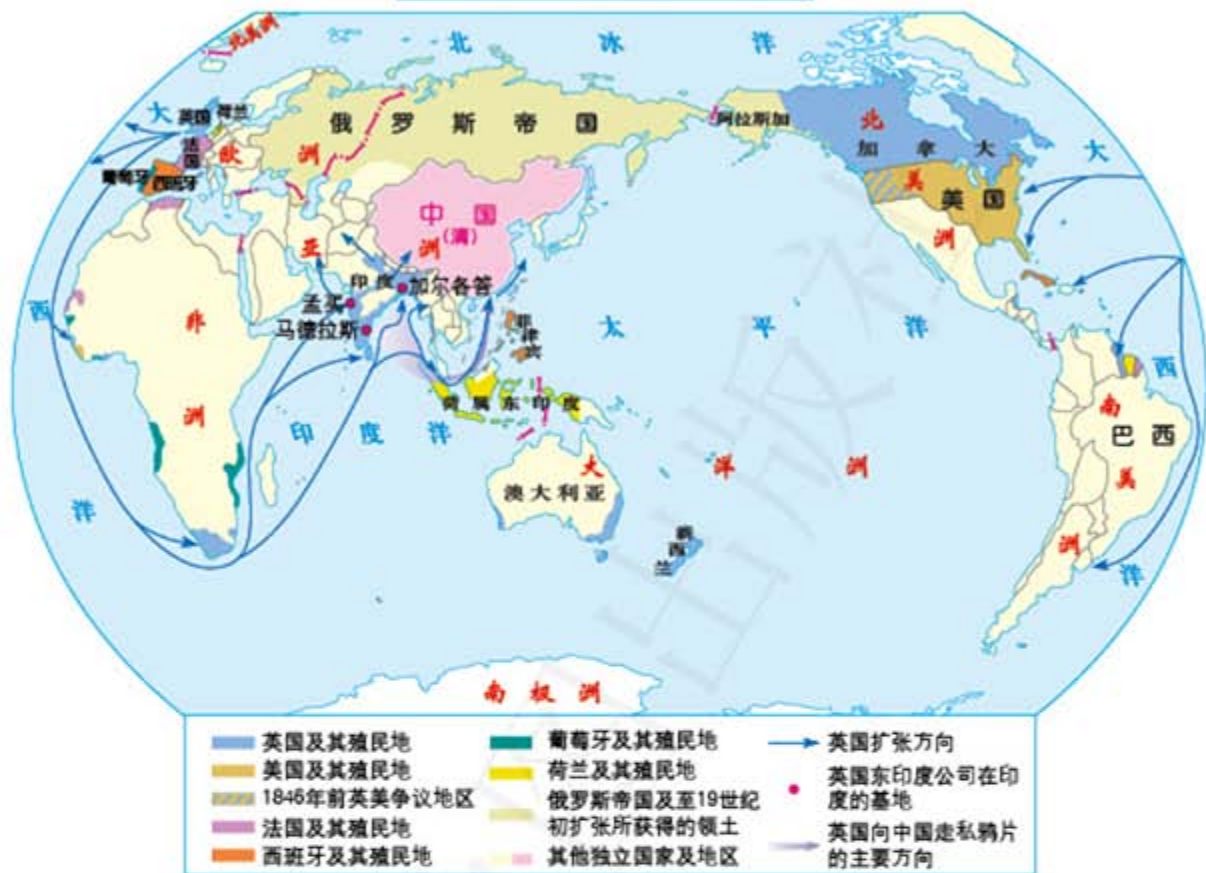 北美洲
北冰洋
大西洋
英国
荷兰
法国
葡萄牙
西班牙
欧洲
俄罗斯帝国
阿拉斯加
北美洲
加拿大
美国
大西洋
中国
(清)
亚洲
印度
加尔各答
孟买
马德拉斯
菲律宾
太平洋
非洲
印度洋
荷属东印度
大洋洲
澳大利亚
新西兰
南美洲
巴西
南极洲
英国及其殖民地
美国及其殖民地
1846年前英美争议地区
法国及其殖民地
西班牙及其殖民地
葡萄牙及其殖民地
荷兰及其殖民地
俄罗斯帝国及至19世纪
初扩张所获得的领土
其他独立国家及地区
英国扩张方向
英国东印度公司在印
度的基地
英国向中国走私鸦片
的主要方向